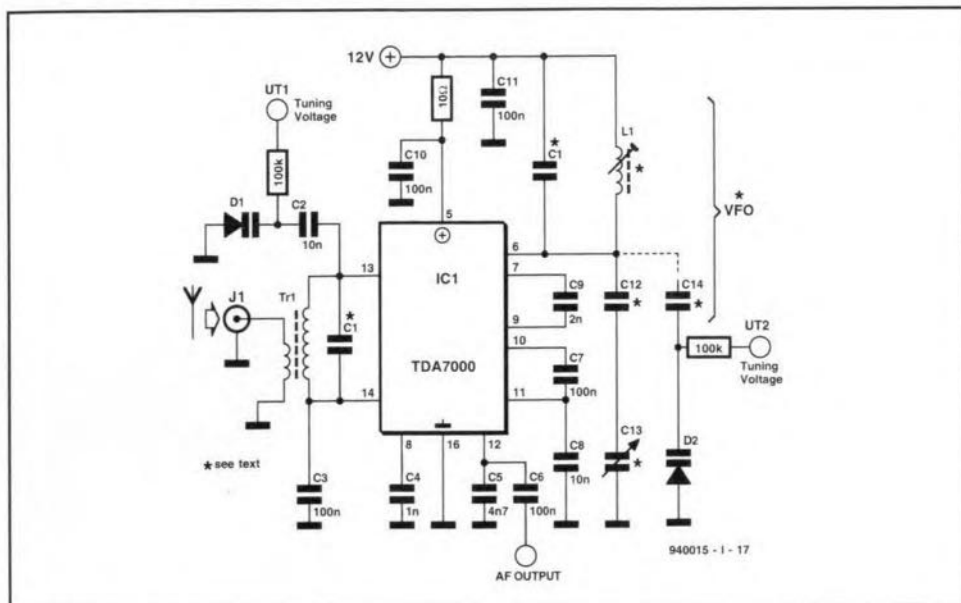 12V
UT1
Tuning
Voltage
100k
10Ω
C11
100n
C10
100n
*
C1
L1
*
*
VFO
D1
C2
10n
5
6
13
IC1
7
C12
*
C14
*
J1
Tr1
*
C1
C9
2n
9
100k
UT2
Tuning
Voltage
10
TDA7000
C7
100n
14
11
8
16
12
C8
10n
C13
*
D2
*see text
C3
100n
C4
1n
C5
4n7
C6
100n
AF OUTPUT
940015 - I - 17